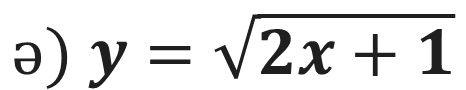 ә) y = √(2x + 1)